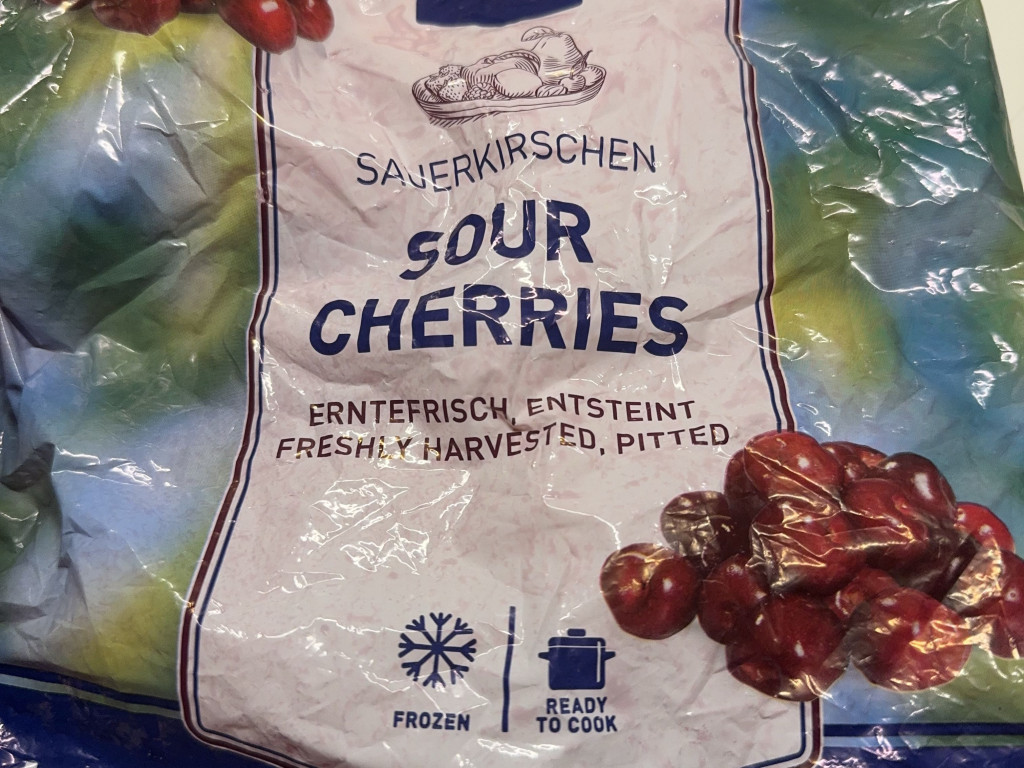 SAUERKIRSCHEN
SOUR
CHERRIES
ERNTEFRISCH, ENTSTEINT
FRESHLY HARVESTED, PITTED
FROZEN
READY
TO COOK